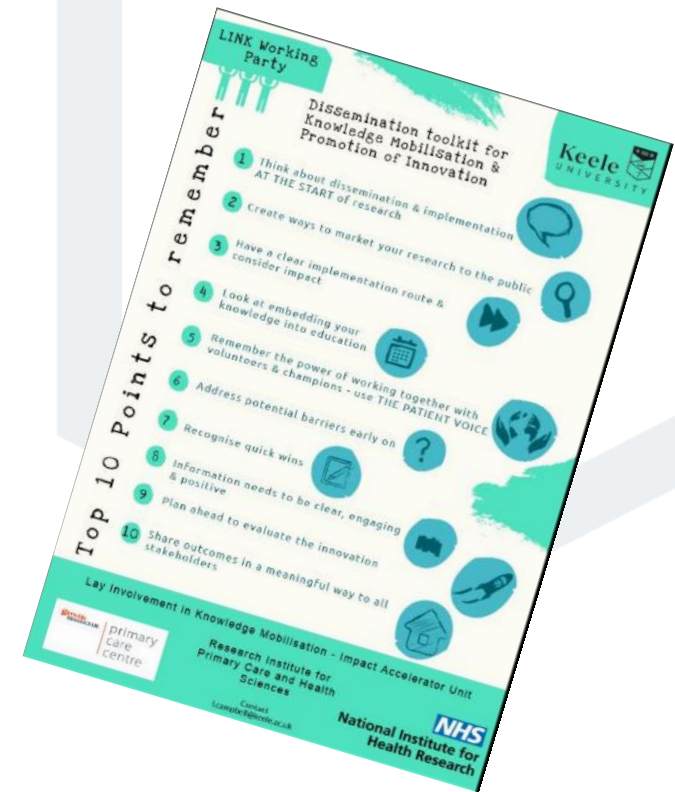 LINK Working
Party
Dissemination toolkit for
Knowledge Mobilisation &
Promotion of Innovation
Keele
UNIVERSITY
Top 10 Points to remember
1 Think about dissemination & implementation
AT THE START of research
2 Create ways to market your research to the public
3 Have a clear implementation route &
consider impact
4 Look at embedding your
knowledge into education
5 Remember the power of working together with
volunteers & champions - use THE PATIENT VOICE
6 Address potential barriers early on
?
7 Recognise quick wins
8 Information needs to be clear, engaging
& positive
9 Plan ahead to evaluate the innovation
10 Share outcomes in a meaningful way to all
stakeholders
Lay Involvement in Knowledge Mobilisation - Impact Accelerator Unit
primary
care
centre
Research Institute for
Primary Care and Health
Sciences
Contact
l.campbell@keele.ac.uk
NHS
National Institute for
Health Research